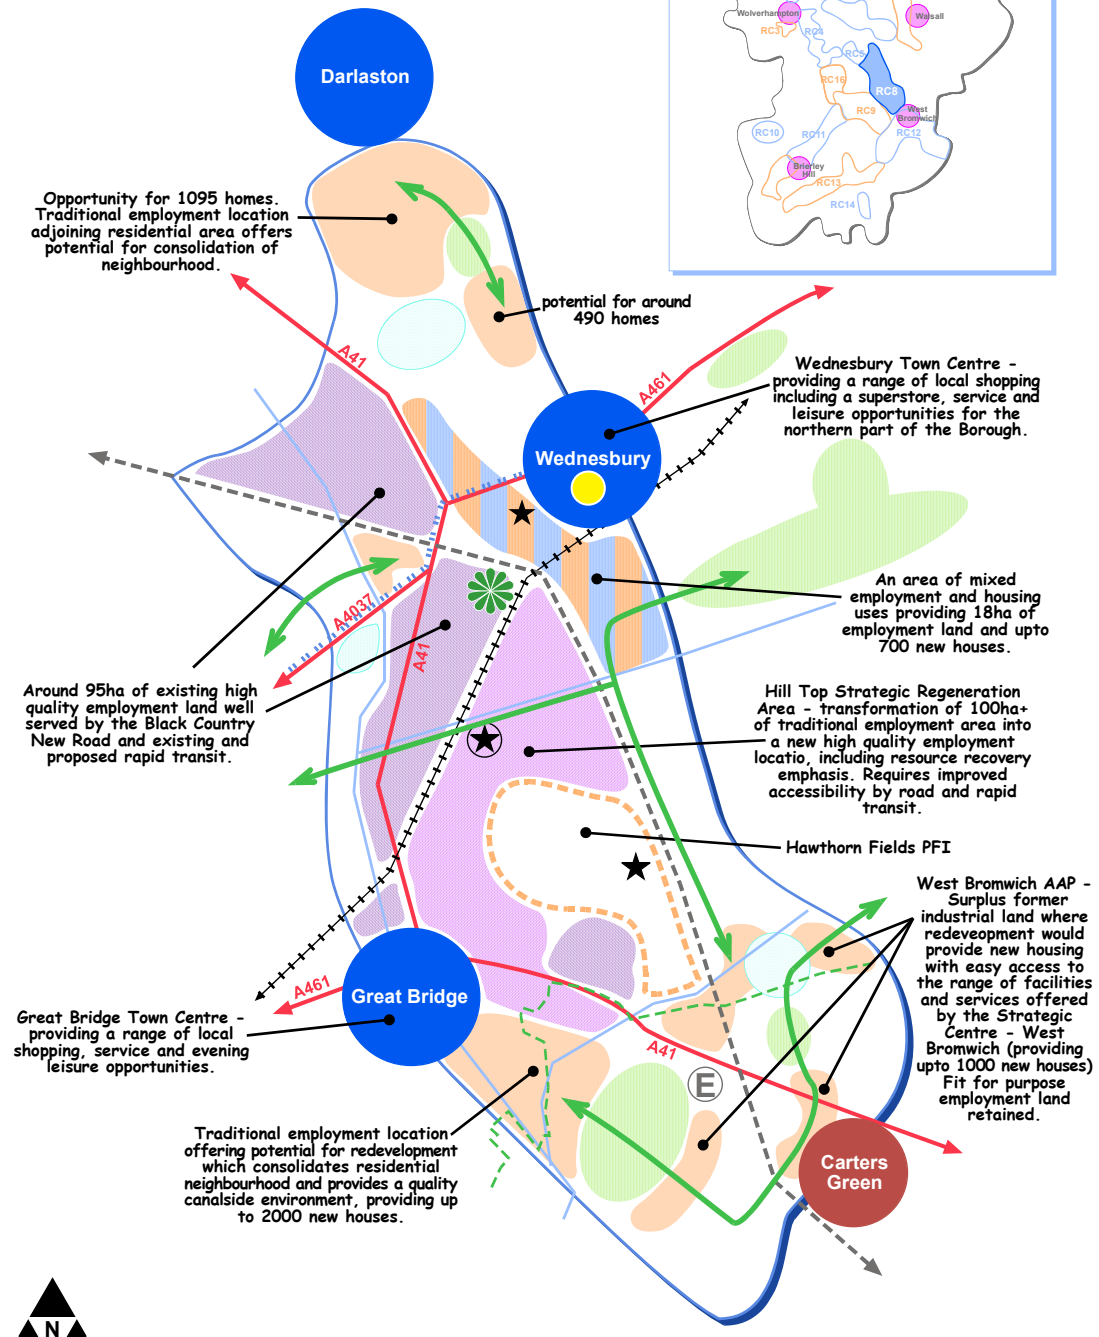 Darlaston
Wolverhampton
Walsall
RC3
RC4
RC5
RC16
RC8
RC9
West
Bromwich
RC10
RC11
RC12
Brierley
Hill
RC13
RC14
Opportunity for 1095 homes.
Traditional employment location
adjoining residential area offers
potential for consolidation of
neighbourhood.
potential for around
490 homes
A41
A461
Wednesbury Town Centre -
providing a range of local shopping
including a superstore, service and
leisure opportunities for the
northern part of the Borough.
Wednesbury
An area of mixed
employment and housing
uses providing 18ha of
employment land and upto
700 new houses.
A4037
A41
Around 95ha of existing high
quality employment land well
served by the Black Country
New Road and existing and
proposed rapid transit.
Hill Top Strategic Regeneration
Area - transformation of 100ha+
of traditional employment area into
a new high quality employment
locatio, including resource recovery
emphasis. Requires improved
accessibility by road and rapid
transit.
Hawthorn Fields PFI
West Bromwich AAP -
Surplus former
industrial land where
redeveopment would
provide new housing
with easy access to
the range of facilities
and services offered
by the Strategic
Centre - West
Bromwich (providing
upto 1000 new houses)
Fit for purpose
employment land
retained.
A461
Great Bridge
Great Bridge Town Centre -
providing a range of local
shopping, service and evening
leisure opportunities.
A41
E
Traditional employment location
offering potential for redevelopment
which consolidates residential
neighbourhood and provides a quality
canalside environment, providing up
to 2000 new houses.
Carters
Green
N